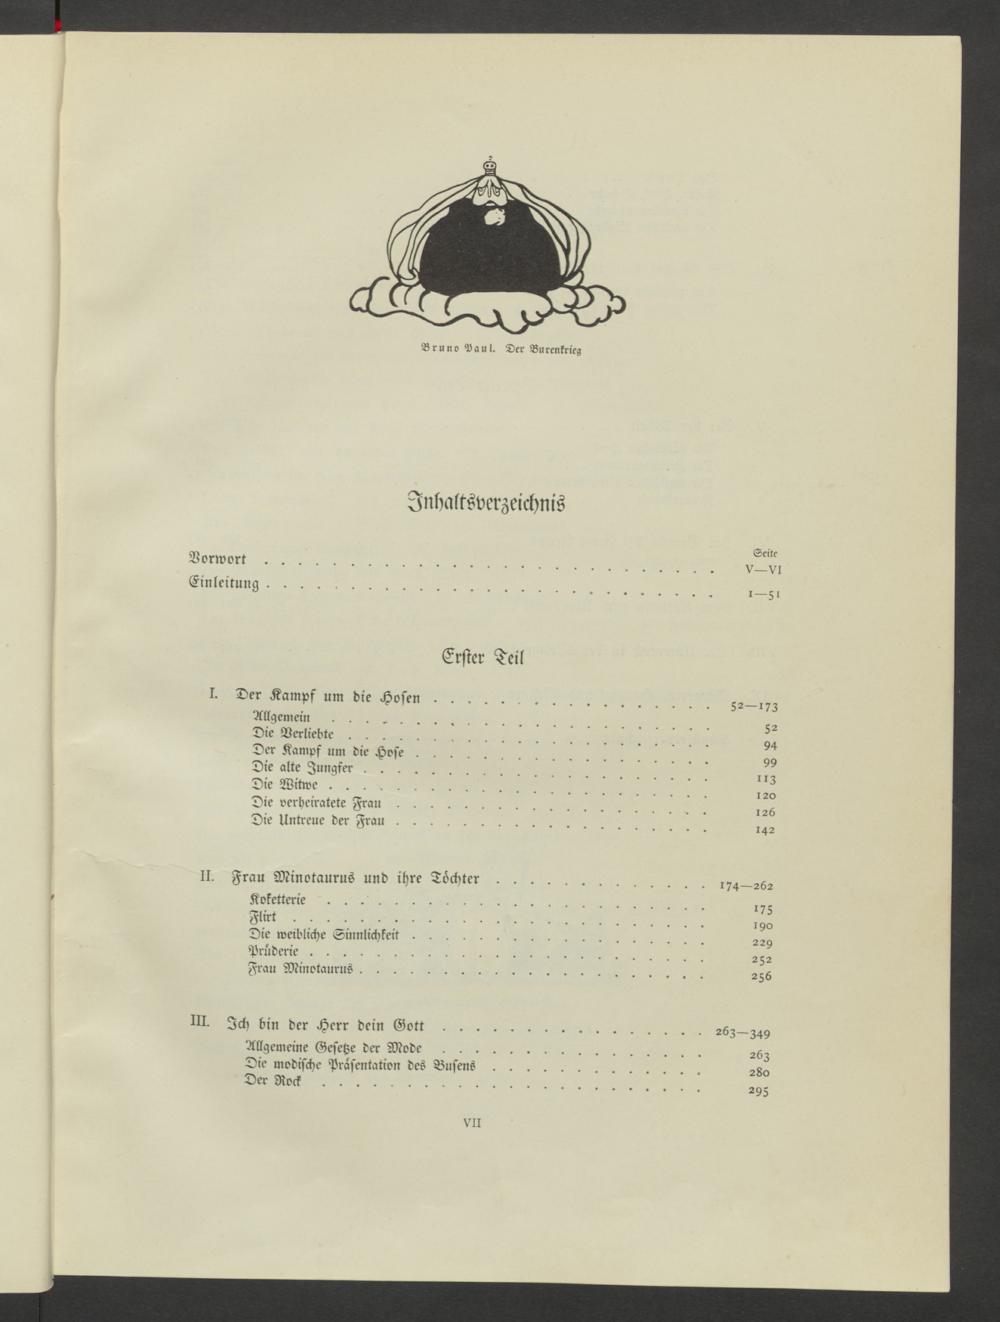 Bruno Paul. Der Burenkrieg
Inhaltsverzeichnis
Seite
Vorwort . . . . . . . . . . . . . . . . . . . . . . . . . . V—VI
Einleitung . . . . . . . . . . . . . . . . . . . . . . . . . . 1—51
Erster Teil
I. Der Kampf um die Hosen . . . . . . . . . . . . . . . . . 52—173
Allgemein . . . . . . . . . . . . . . . . . . . . . . 52
Die Verliebte . . . . . . . . . . . . . . . . . . . . . 94
Der Kampf um die Hose . . . . . . . . . . . . . . . . . 99
Die alte Jungfer . . . . . . . . . . . . . . . . . . . . 113
Die Witwe . . . . . . . . . . . . . . . . . . . . . . 120
Die verheiratete Frau . . . . . . . . . . . . . . . . . . 126
Die Untreue der Frau . . . . . . . . . . . . . . . . . . 142
II. Frau Minotaurus und ihre Töchter . . . . . . . . . . . . . 174—262
Koketterie . . . . . . . . . . . . . . . . . . . . . . 175
Flirt . . . . . . . . . . . . . . . . . . . . . . . . 190
Die weibliche Sinnlichkeit . . . . . . . . . . . . . . . . . 229
Prüderie . . . . . . . . . . . . . . . . . . . . . . . 252
Frau Minotaurus . . . . . . . . . . . . . . . . . . . . 256
III. Ich bin der Herr dein Gott . . . . . . . . . . . . . . . . 263—349
Allgemeine Gesetze der Mode . . . . . . . . . . . . . . . 263
Die modische Präsentation des Busens . . . . . . . . . . . . 280
Der Rock . . . . . . . . . . . . . . . . . . . . . . 295
VII